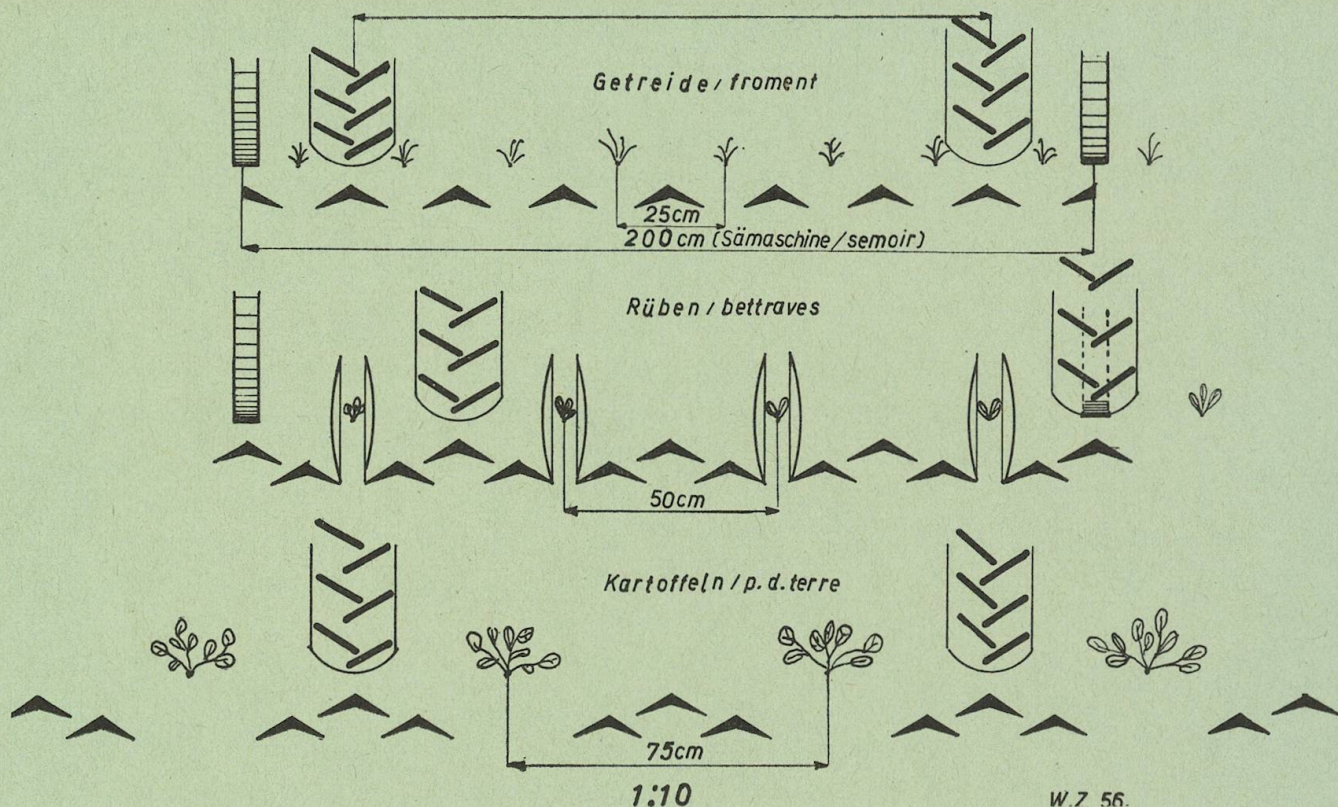 Getreide / froment
25cm
200 cm (Sämaschine/semoir)
Rüben / bettraves
50cm
Kartoffeln / p. d. terre
75cm
1:10
W.Z. 56.